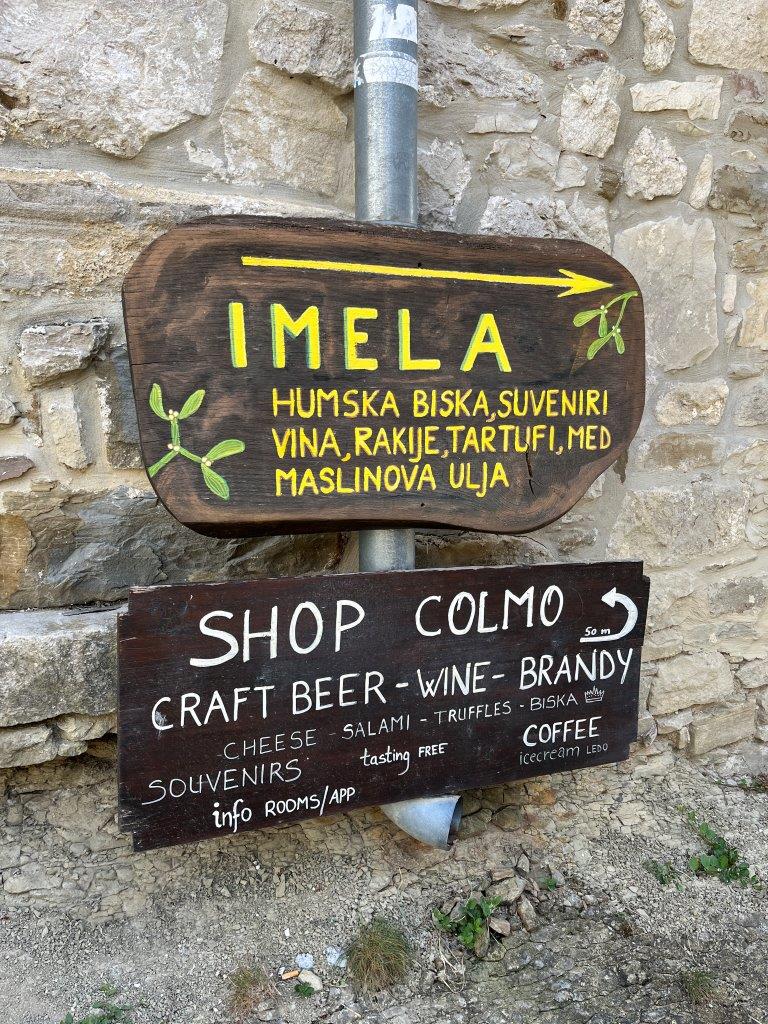 IMELA
HUMSKA BISKA, SUVENIRI
VINA, RAKIJE, TARTUFI, MED
MASLINOVA ULJA
SHOP COLMO
50 m
CRAFT BEER - WINE - BRANDY
CHEESE - SALAMI - TRUFFLES - BISKA
SOUVENIRS tasting FREE COFFEE
icecream LEDO
info ROOMS/APP